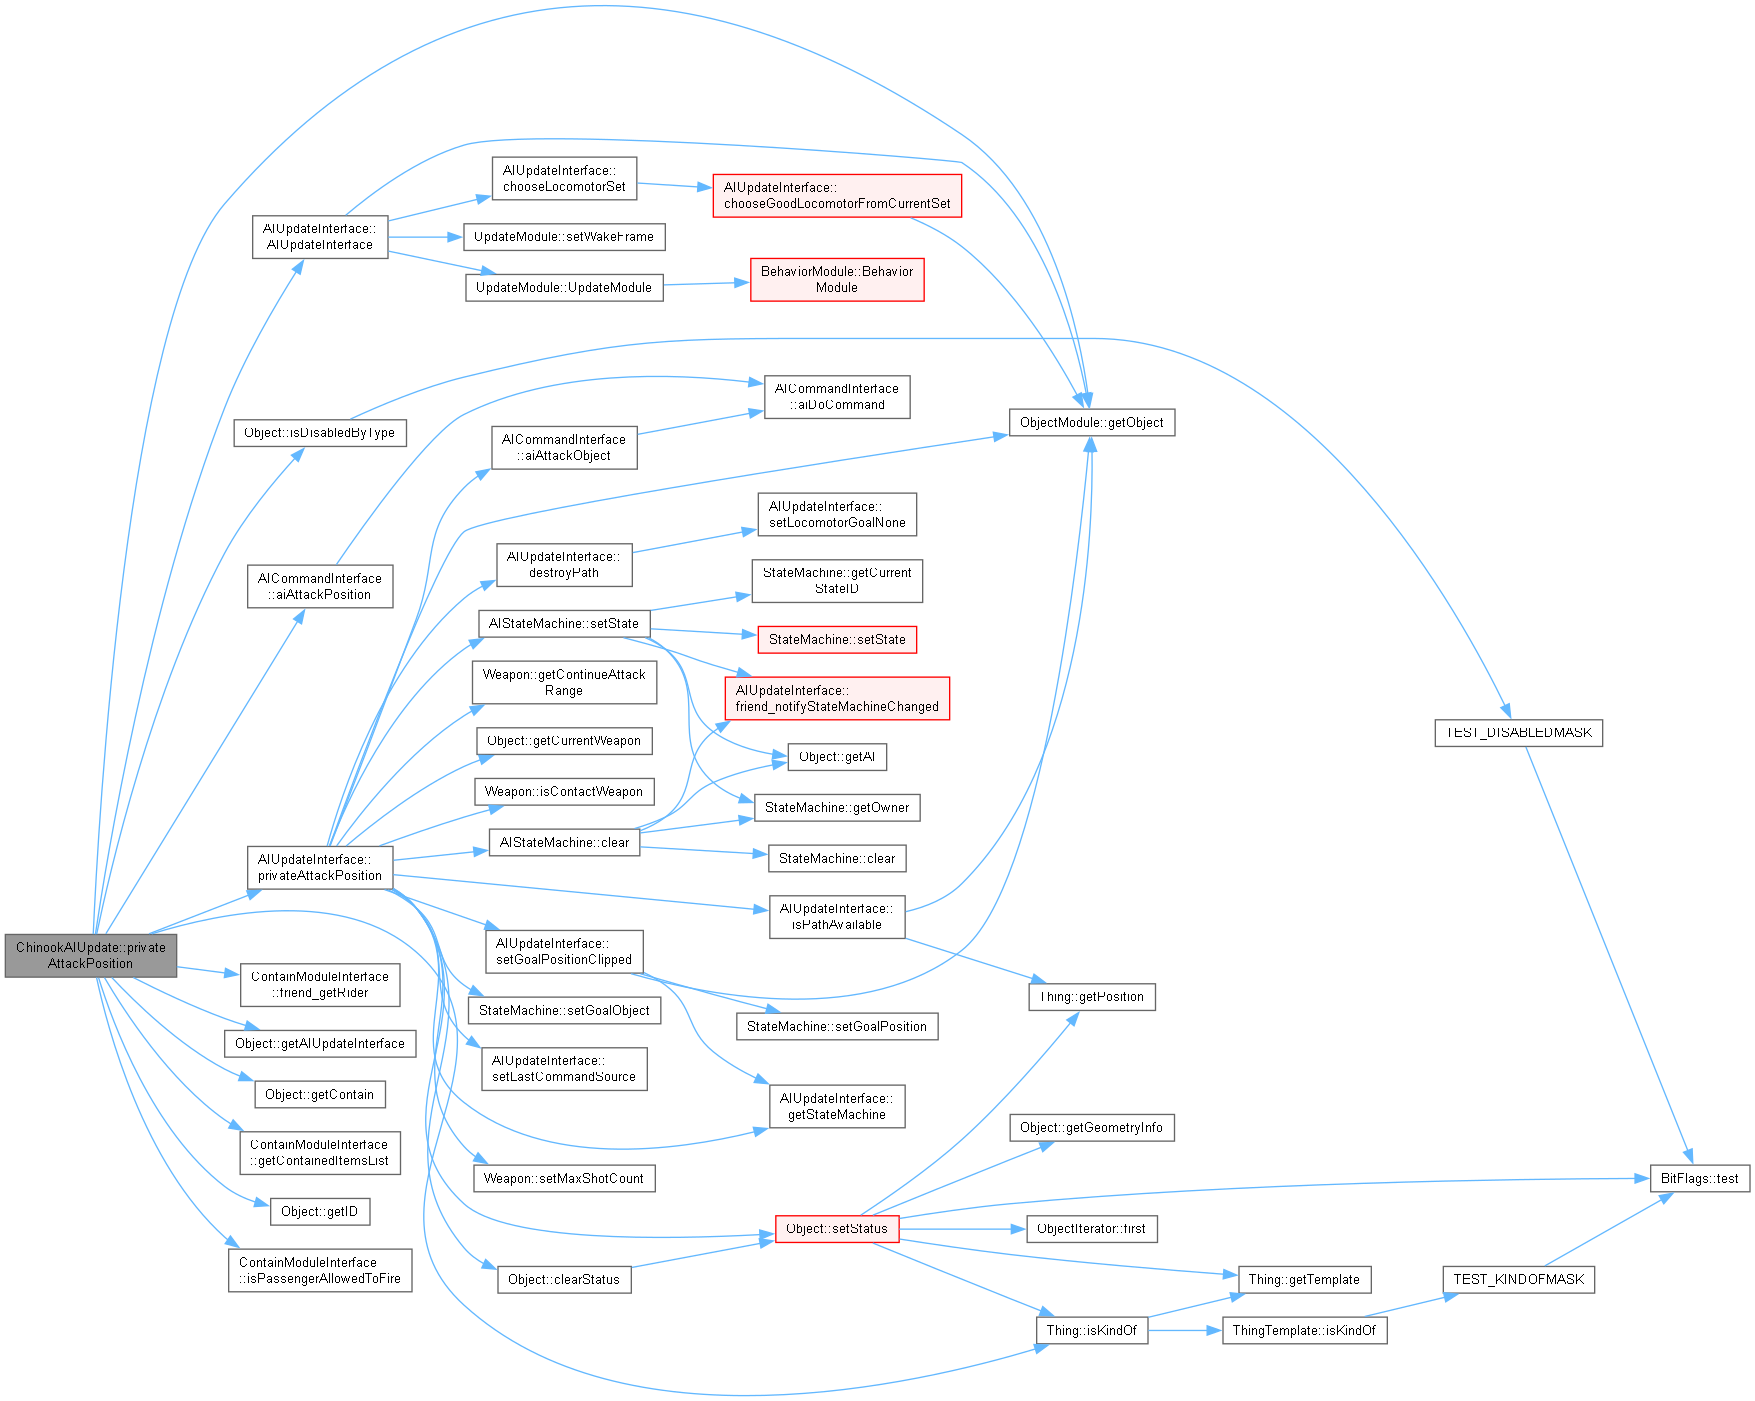 ChinookAIUpdate::private
AttackPosition
AIUpdateInterface::
AIUpdateInterface
Object::isDisabledByType
AICommandInterface
::aiAttackPosition
AIUpdateInterface::
privateAttackPosition
ContainModuleInterface
::friend_getRider
Object::getAIUpdateInterface
Object::getContain
ContainModuleInterface
::getContainedItemsList
Object::getID
ContainModuleInterface
::isPassengerAllowedToFire
AIUpdateInterface::
chooseLocomotorSet
UpdateModule::setWakeFrame
UpdateModule::UpdateModule
AICommandInterface
::aiAttackObject
AIUpdateInterface::
destroyPath
AIStateMachine::setState
Weapon::getContinueAttack
Range
Object::getCurrentWeapon
Weapon::isContactWeapon
AIStateMachine::clear
AIUpdateInterface::
setGoalPositionClipped
StateMachine::setGoalObject
AIUpdateInterface::
setLastCommandSource
Weapon::setMaxShotCount
Object::clearStatus
AIUpdateInterface::
chooseGoodLocomotorFromCurrentSet
BehaviorModule::Behavior
Module
AICommandInterface
::aiDoCommand
AIUpdateInterface::
setLocomotorGoalNone
StateMachine::getCurrent
StateID
StateMachine::setState
AIUpdateInterface::
friend_notifyStateMachineChanged
Object::getAI
StateMachine::getOwner
StateMachine::clear
AIUpdateInterface::
isPathAvailable
StateMachine::setGoalPosition
AIUpdateInterface::
getStateMachine
Object::setStatus
ObjectModule::getObject
Thing::getPosition
Object::getGeometryInfo
ObjectIterator::first
Thing::isKindOf
Thing::getTemplate
ThingTemplate::isKindOf
TEST_DISABLEDMASK
TEST_KINDOFMASK
BitFlags::test